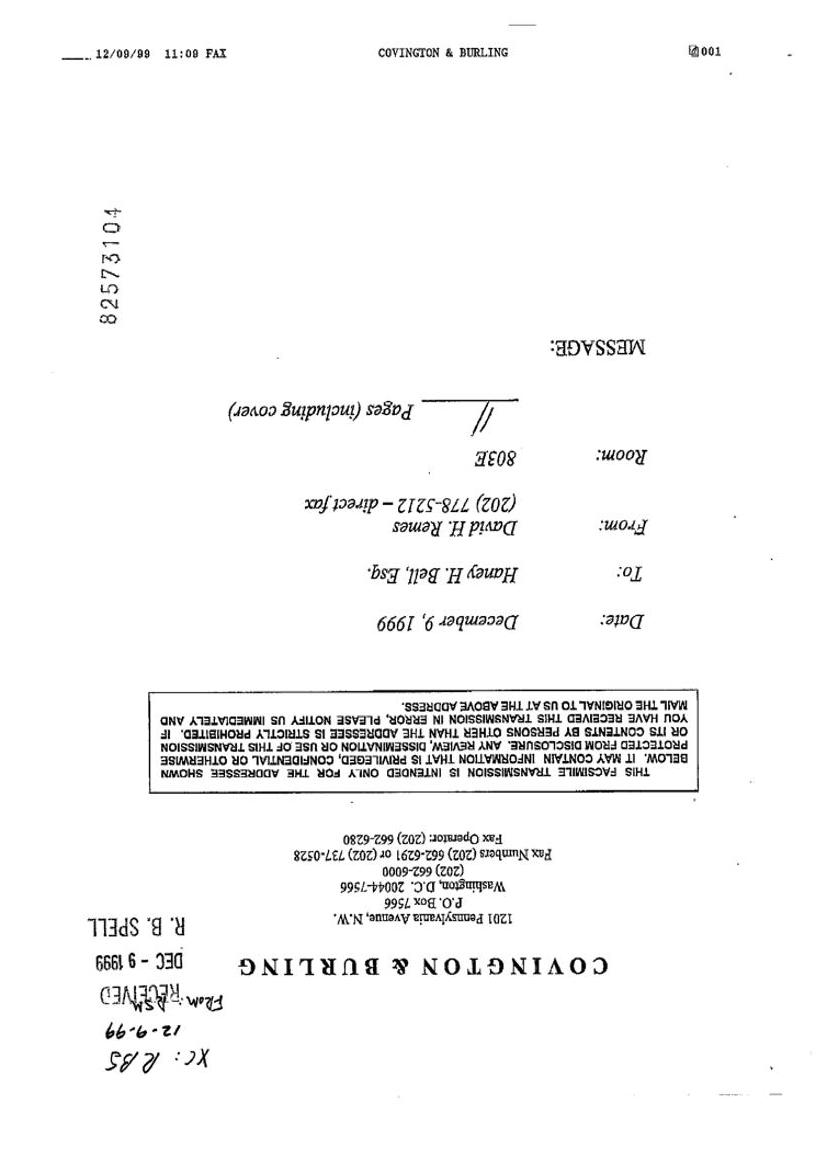 12/09/99 11:09 FAX COVINGTON & BURLING 001
XC: RBS
12-9-99
From: RSM
RECEIVED
DEC - 9 1999
R. B. SPELL
COVINGTON & BURLING
1201 Pennsylvania Avenue, N.W.
P.O. Box 7566
Washington, D.C. 20044-7566
(202) 662-6000
Fax Numbers (202) 662-6291 or (202) 737-0528
Fax Operator: (202) 662-6280
THIS FACSIMILE TRANSMISSION IS INTENDED ONLY FOR THE ADDRESSEE SHOWN
BELOW. IT MAY CONTAIN INFORMATION THAT IS PRIVILEGED, CONFIDENTIAL OR OTHERWISE
PROTECTED FROM DISCLOSURE. ANY REVIEW, DISSEMINATION OR USE OF THIS TRANSMISSION
OR ITS CONTENTS BY PERSONS OTHER THAN THE ADDRESSEE IS STRICTLY PROHIBITED. IF
YOU HAVE RECEIVED THIS TRANSMISSION IN ERROR, PLEASE NOTIFY US IMMEDIATELY AND
MAIL THE ORIGINAL TO US AT THE ABOVE ADDRESS.
Date: December 9, 1999
To: Haney H. Bell, Esq.
From: David H. Remes
(202) 778-5212 – direct fax
Room: 803E
11 Pages (including cover)
MESSAGE:
82573104